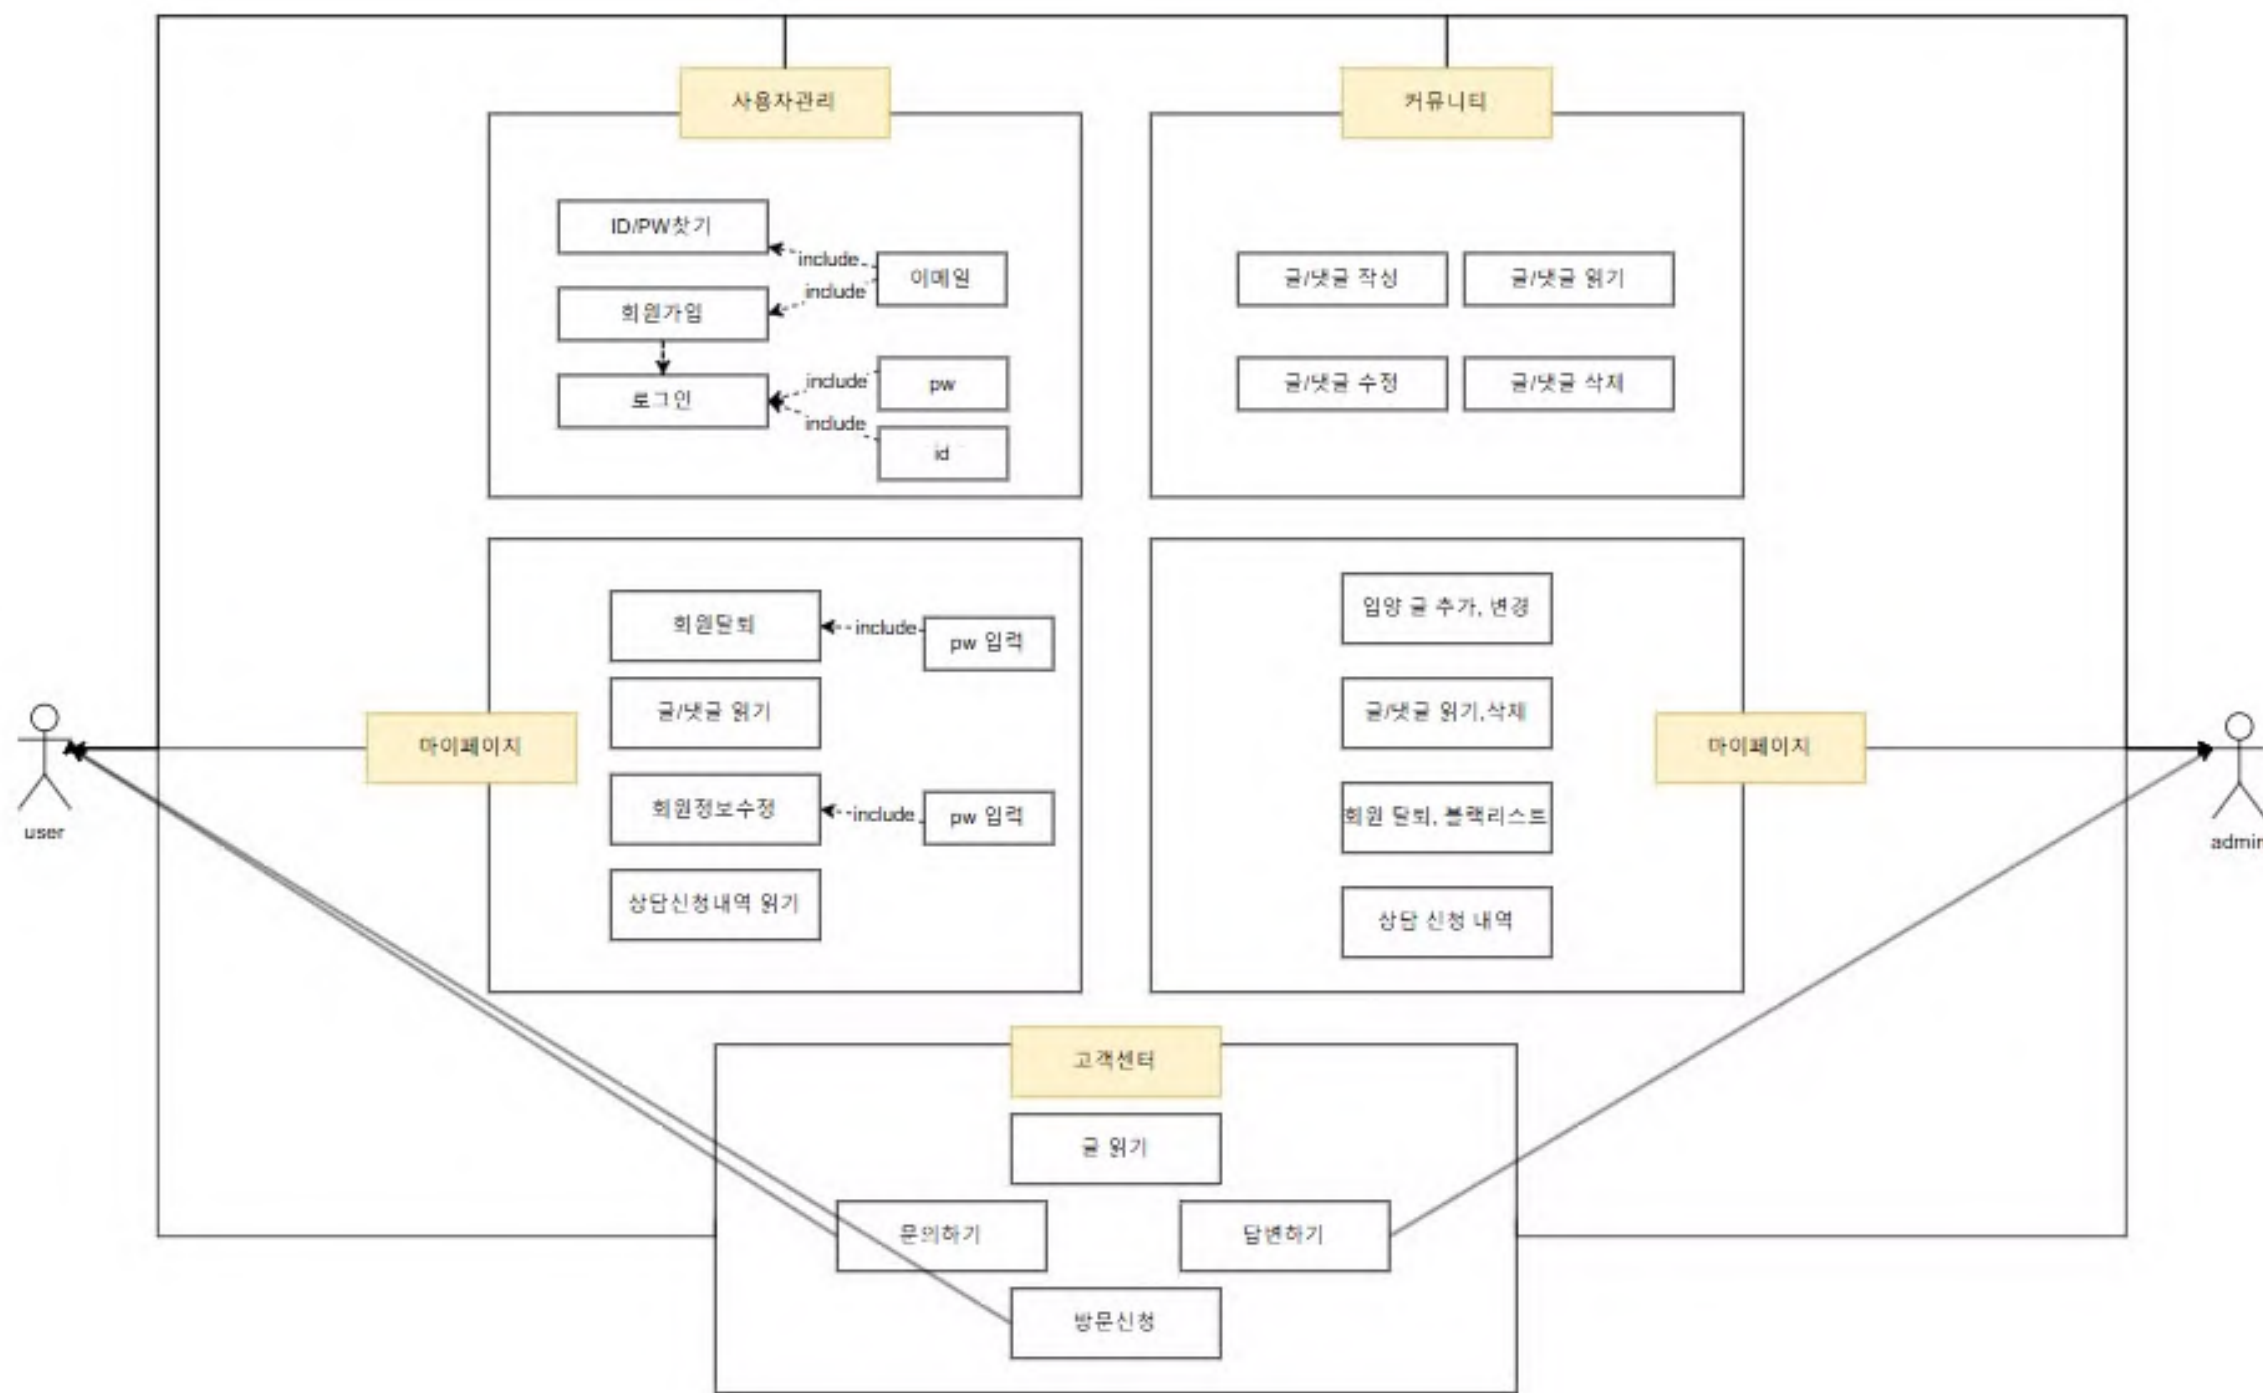 사용자관리
커뮤니티
ID/PW찾기
include
이메일
include
회원가입
로그인
include
pw
include
id
글/댓글 작성
글/댓글 읽기
글/댓글 수정
글/댓글 삭제
회원탈퇴
include
pw 입력
글/댓글 읽기
마이페이지
회원정보수정
include
pw 입력
상담신청내역 읽기
user
입양 글 추가, 변경
글/댓글 읽기,삭제
마이페이지
회원 탈퇴, 블랙리스트
상담 신청 내역
admin
고객센터
글 읽기
문의하기
답변하기
방문신청